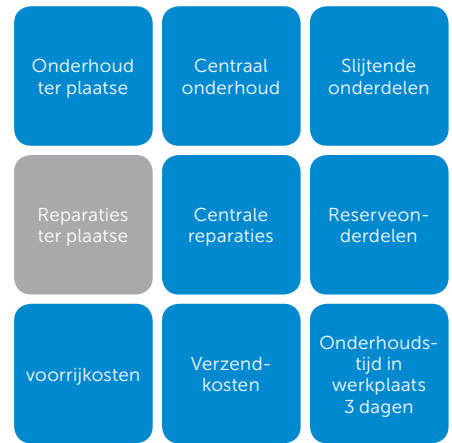 Onderhoud
ter plaatse
Centraal
onderhoud
Slijtende
onderdelen
Reparaties
ter plaatse
Centrale
reparaties
Reserveon-
derdelen
voorrijkosten
Verzend-
kosten
Onderhouds-
tijd in
werkplaats
3 dagen